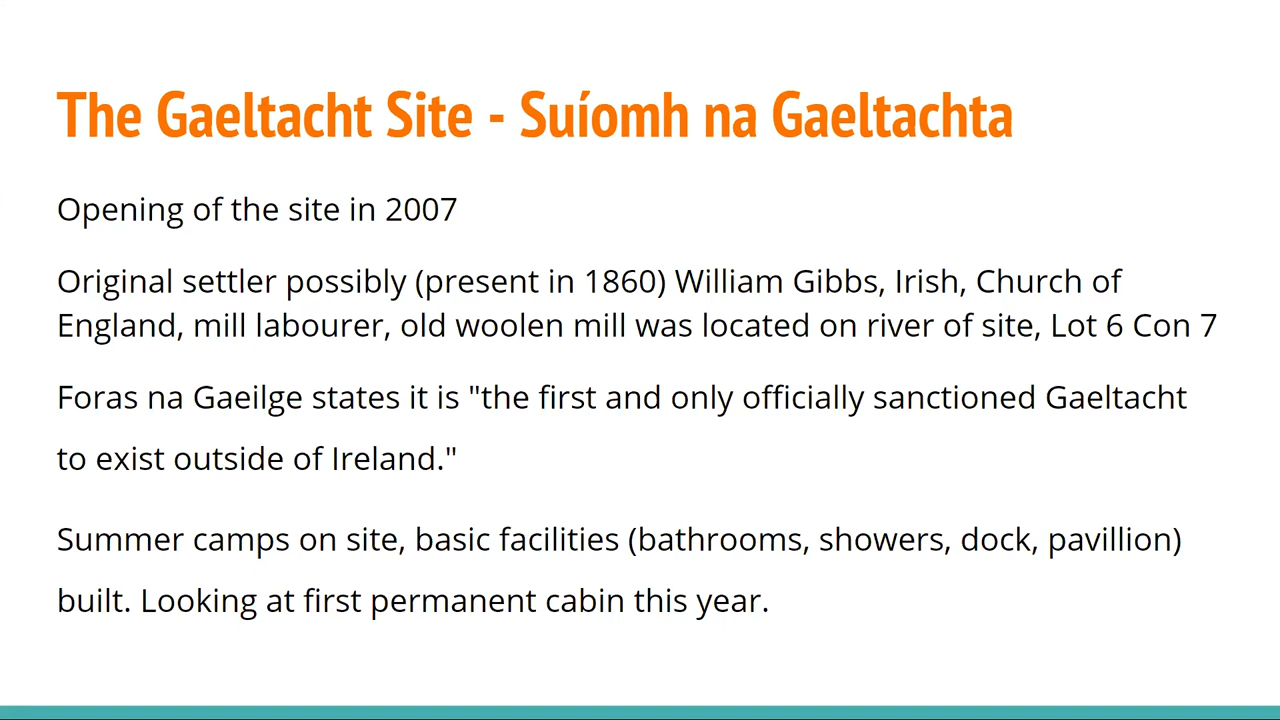 The Gaeltacht Site - Suíomh na Gaeltachta
Opening of the site in 2007
Original settler possibly (present in 1860) William Gibbs, Irish, Church of
England, mill labourer, old woolen mill was located on river of site, Lot 6 Con 7
Foras na Gaeilge states it is "the first and only officially sanctioned Gaeltacht
to exist outside of Ireland."
Summer camps on site, basic facilities (bathrooms, showers, dock, pavillion)
built. Looking at first permanent cabin this year.